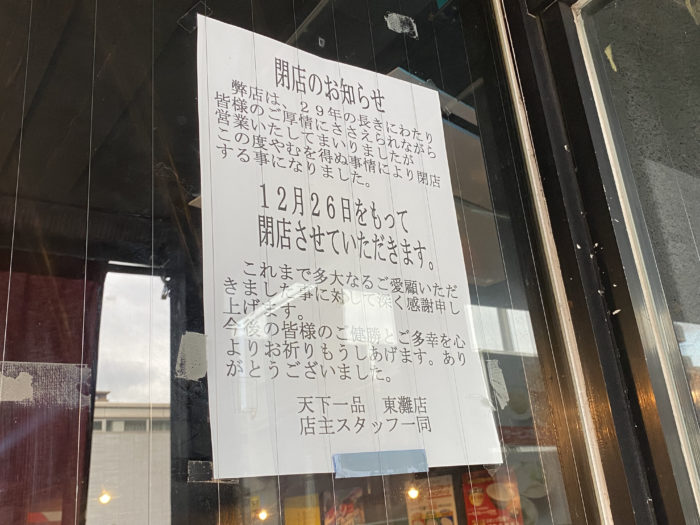 閉店のお知らせ
弊店は、29年の長きにわたり
皆様のご厚情にささえられながら
営業いたしてまいりましたが
この度やむを得ぬ事情により閉店
する事になりました。
12月26日をもって
閉店させていただきます。
これまで多大なるご愛顧いただ
きました事に対して深く感謝申し
上げます。
今後の皆様のご健勝とご多幸を心
よりお祈りもうしあげます。あり
がとうございました。
天下一品 東灘店
店主スタッフ一同